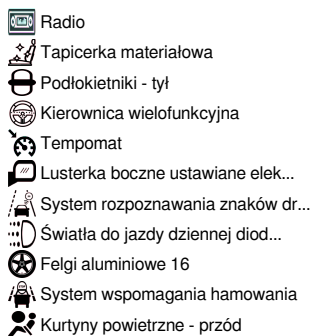 Radio
Tapicerka materiałowa
Podłokietniki - tył
Kierownica wielofunkcyjna
Tempomat
Lusterka boczne ustawiane elek...
System rozpoznawania znaków dr...
Światła do jazdy dziennej diod...
Felgi aluminiowe 16
System wspomagania hamowania
Kurtyny powietrzne - przód